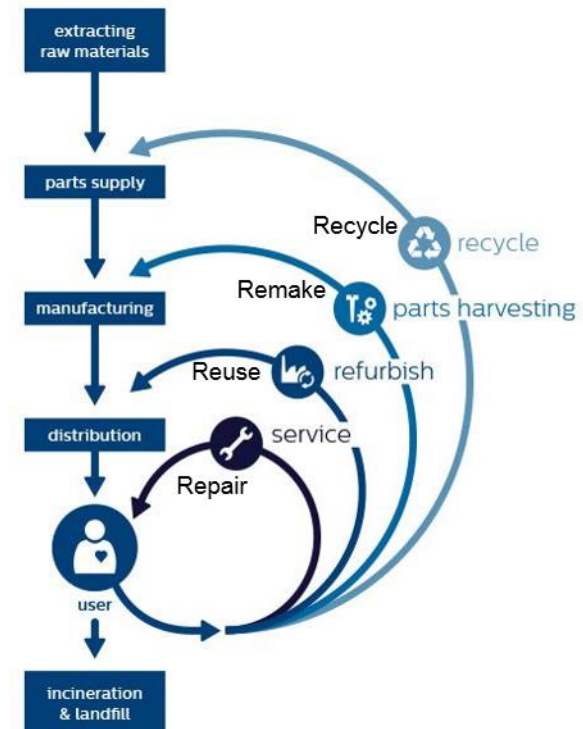 extracting
raw materials
parts supply
Recycle
recycle
Remake
parts harvesting
manufacturing
Reuse
refurbish
distribution
service
Repair
user
incineration
& landfill